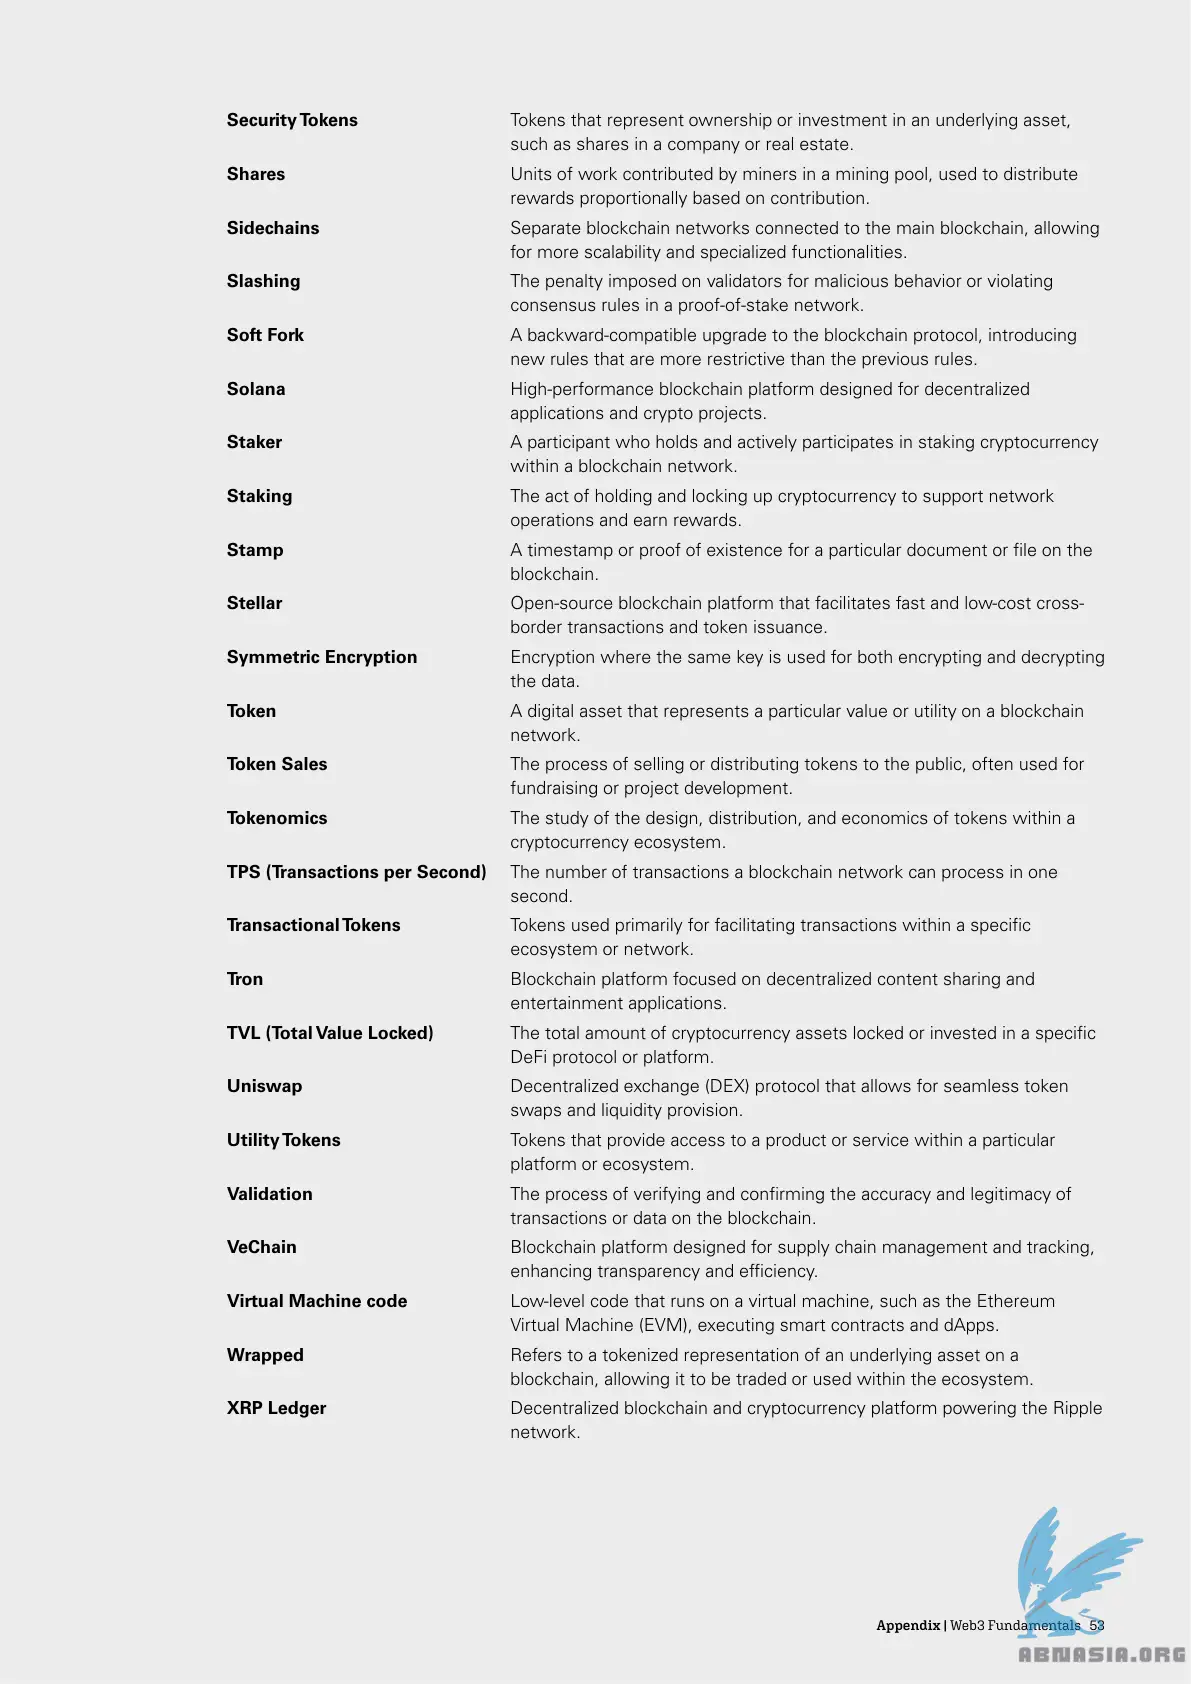 Security Tokens Tokens that represent ownership or investment in an underlying asset,
such as shares in a company or real estate.
Shares Units of work contributed by miners in a mining pool, used to distribute
rewards proportionally based on contribution.
Sidechains Separate blockchain networks connected to the main blockchain, allowing
for more scalability and specialized functionalities.
Slashing The penalty imposed on validators for malicious behavior or violating
consensus rules in a proof-of-stake network.
Soft Fork A backward-compatible upgrade to the blockchain protocol, introducing
new rules that are more restrictive than the previous rules.
Solana High-performance blockchain platform designed for decentralized
applications and crypto projects.
Staker A participant who holds and actively participates in staking cryptocurrency
within a blockchain network.
Staking The act of holding and locking up cryptocurrency to support network
operations and earn rewards.
Stamp A timestamp or proof of existence for a particular document or file on the
blockchain.
Stellar Open-source blockchain platform that facilitates fast and low-cost cross-
border transactions and token issuance.
Symmetric Encryption Encryption where the same key is used for both encrypting and decrypting
the data.
Token A digital asset that represents a particular value or utility on a blockchain
network.
Token Sales The process of selling or distributing tokens to the public, often used for
fundraising or project development.
Tokenomics The study of the design, distribution, and economics of tokens within a
cryptocurrency ecosystem.
TPS (Transactions per Second) The number of transactions a blockchain network can process in one
second.
Transactional Tokens Tokens used primarily for facilitating transactions within a specific
ecosystem or network.
Tron Blockchain platform focused on decentralized content sharing and
entertainment applications.
TVL (Total Value Locked) The total amount of cryptocurrency assets locked or invested in a specific
DeFi protocol or platform.
Uniswap Decentralized exchange (DEX) protocol that allows for seamless token
swaps and liquidity provision.
Utility Tokens Tokens that provide access to a product or service within a particular
platform or ecosystem.
Validation The process of verifying and confirming the accuracy and legitimacy of
transactions or data on the blockchain.
VeChain Blockchain platform designed for supply chain management and tracking,
enhancing transparency and efficiency.
Virtual Machine code Low-level code that runs on a virtual machine, such as the Ethereum
Virtual Machine (EVM), executing smart contracts and dApps.
Wrapped Refers to a tokenized representation of an underlying asset on a
blockchain, allowing it to be traded or used within the ecosystem.
XRP Ledger Decentralized blockchain and cryptocurrency platform powering the Ripple
network.
Appendix | Web3 Fundamentals 53
ABNASIA.ORG